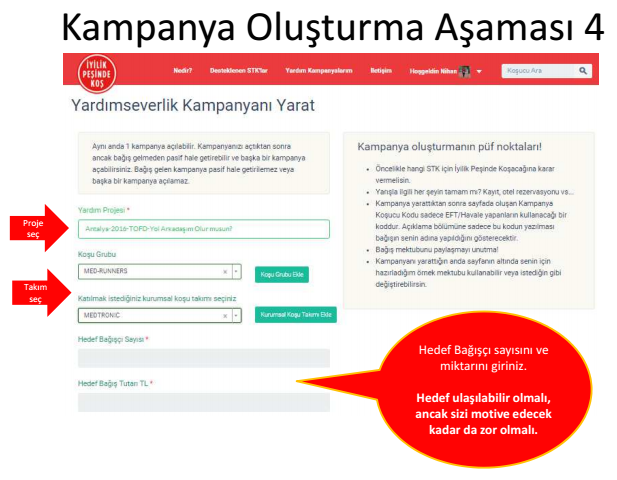 Kampanya Oluşturma Aşaması 4
İYİLİK
PEŞİNDE
KOŞ
Nedir? Desteklenen STK'lar Yardım Kampanyalarım İletişim Hoşgeldin Nilsen Koşucu Ara
Yardımseverlik Kampanyanı Yarat
Aynı anda 1 kampanya açılabilir. Kampanyanızı açtıktan sonra
ancak bağış gelmeden pasif hale getirebilir ve başka bir kampanya
açabilirsiniz. Bağış gelen kampanya pasif hale getirilemez veya
başka bir kampanya açılamaz.
Yardım Projesi *
Proje
seç
Antalya 2016-TOFD-Yol Arkadaşım Olur musun?
Koşu Grubu
MED-RUNNERS x
Koşu Grubu Ekle
Takım
seç
Katılmak istediğiniz kurumsal koşu takımı seçiniz
MEDTRONIC x
Kurumsal Koşu Takımı Ekle
Hedef Bağışçı Sayısı *
Hedef Bağış Tutarı TL *
Kampanya oluşturmanın püf noktaları!
• Öncelikle hangi STK için İyilik Peşinde Koşacağına karar
vermelisin.
• Yarışla ilgili her şeyin tamam mı? Kayıt, otel rezervasyonu vs...
• Kampanya yarattıktan sonra sayfada oluşan Kampanya
Koşucu Kodu sadece EFT/Havale yapanların kullanacağı bir
koddur. Açıklama bölümüne sadece bu kodun yazılması
bağışın senin adına yapıldığını gösterecektir.
• Bağış mektubunu paylaşmayı unutma!
• Kampanyanı yarattığın anda sayfanın altında senin için
hazırladığım örnek mektubu kullanabilir veya istediğin gibi
değiştirebilirsin.
Hedef Bağışçı sayısını ve
miktarını giriniz.
Hedef ulaşılabilir olmalı,
ancak sizi motive edecek
kadar da zor olmalı.